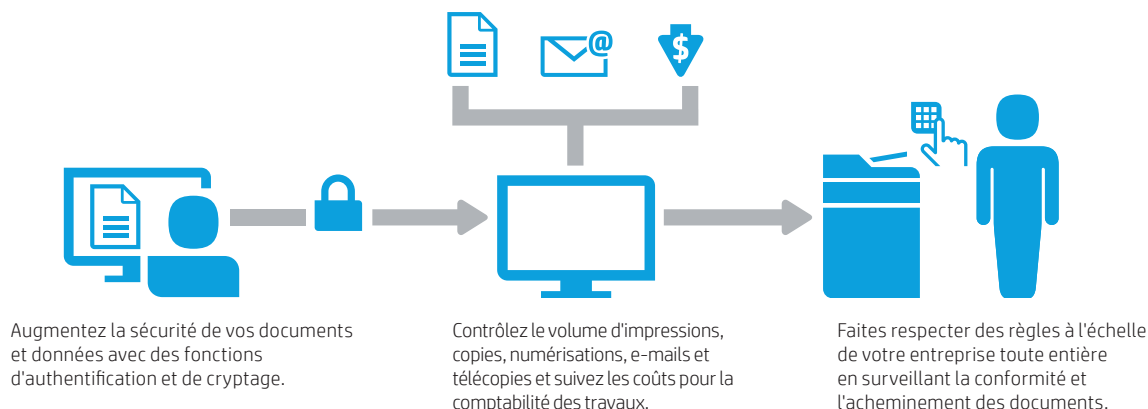 @
$
Augmentez la sécurité de vos documents
et données avec des fonctions
d'authentification et de cryptage.
Contrôlez le volume d'impressions,
copies, numérisations, e-mails et
télécopies et suivez les coûts pour la
comptabilité des travaux.
Faites respecter des règles à l'échelle
de votre entreprise toute entière
en surveillant la conformité et
l'acheminement des documents.